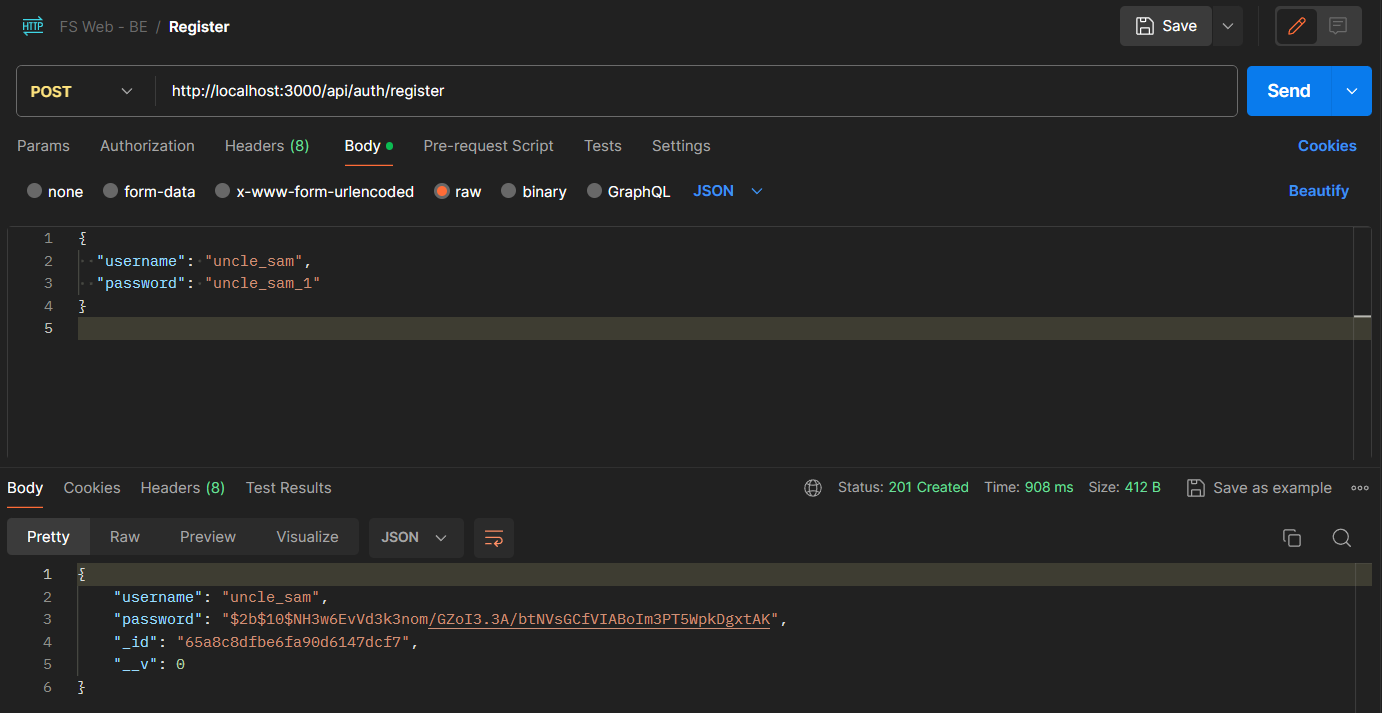 HTTP FS Web - BE / Register Save
POST http://localhost:3000/api/auth/register Send
Params Authorization Headers (8) Body Pre-request Script Tests Settings Cookies
none form-data x-www-form-urlencoded raw binary GraphQL JSON Beautify
1 {
2 "username": "uncle_sam",
3 "password": "uncle_sam_1"
4 }
5
Body Cookies Headers (8) Test Results Status: 201 Created Time: 908 ms Size: 412 B Save as example
Pretty Raw Preview Visualize JSON
1 {
2 "username": "uncle_sam",
3 "password": "$2b$10$NH3w6EvVd3k3nom/GZoI3.3A/btNVsGCfVIABoIm3PT5WpkDgxtAK",
4 "_id": "65a8c8dfbe6fa90d6147dcf7",
5 "__v": 0
6 }